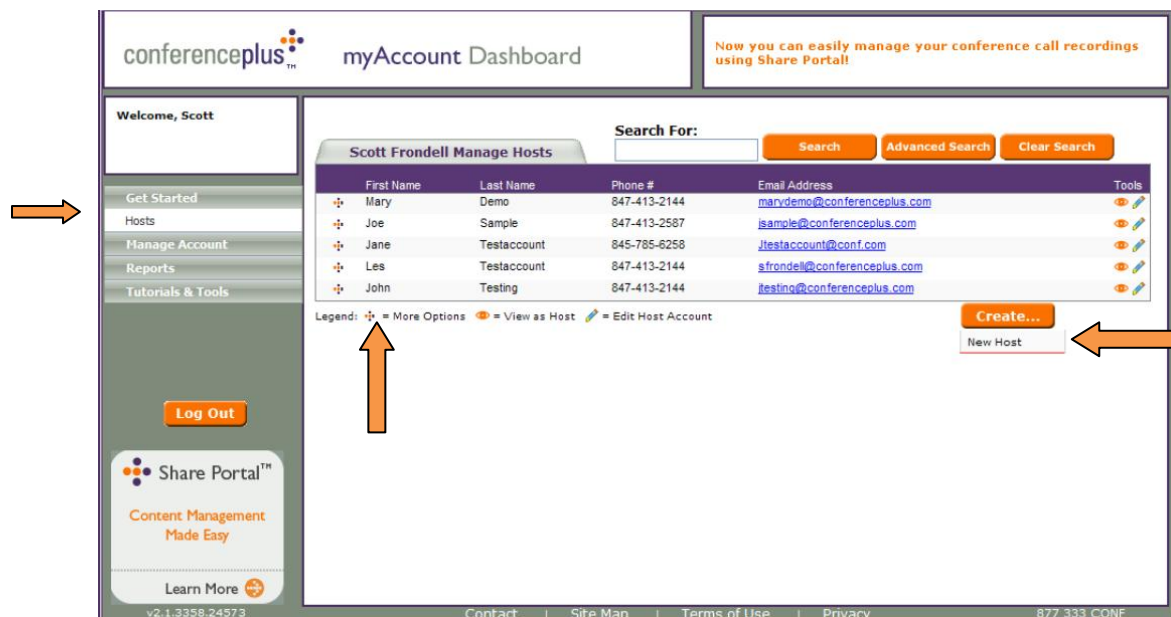 conferenceplus™
myAccount Dashboard
Now you can easily manage your conference call recordings
using Share Portal!
Welcome, Scott
Get Started
Hosts
Manage Account
Reports
Tutorials & Tools
Log Out
Share Portal™
Content Management
Made Easy
Learn More
Search For:
Search Advanced Search Clear Search
Scott Frondell Manage Hosts
First Name Last Name Phone # Email Address Tools
Mary Demo 847-413-2144 marydemo@conferenceplus.com
Joe Sample 847-413-2587 jsample@conferenceplus.com
Jane Testaccount 845-785-6258 Jtestaccount@conf.com
Les Testaccount 847-413-2144 sfrondell@conferenceplus.com
John Testing 847-413-2144 jtesting@conferenceplus.com
Legend: = More Options = View as Host = Edit Host Account
Create...
New Host
v2.1.3358.24573 Contact | Site Map | Terms of Use | Privacy 877 333 CONF